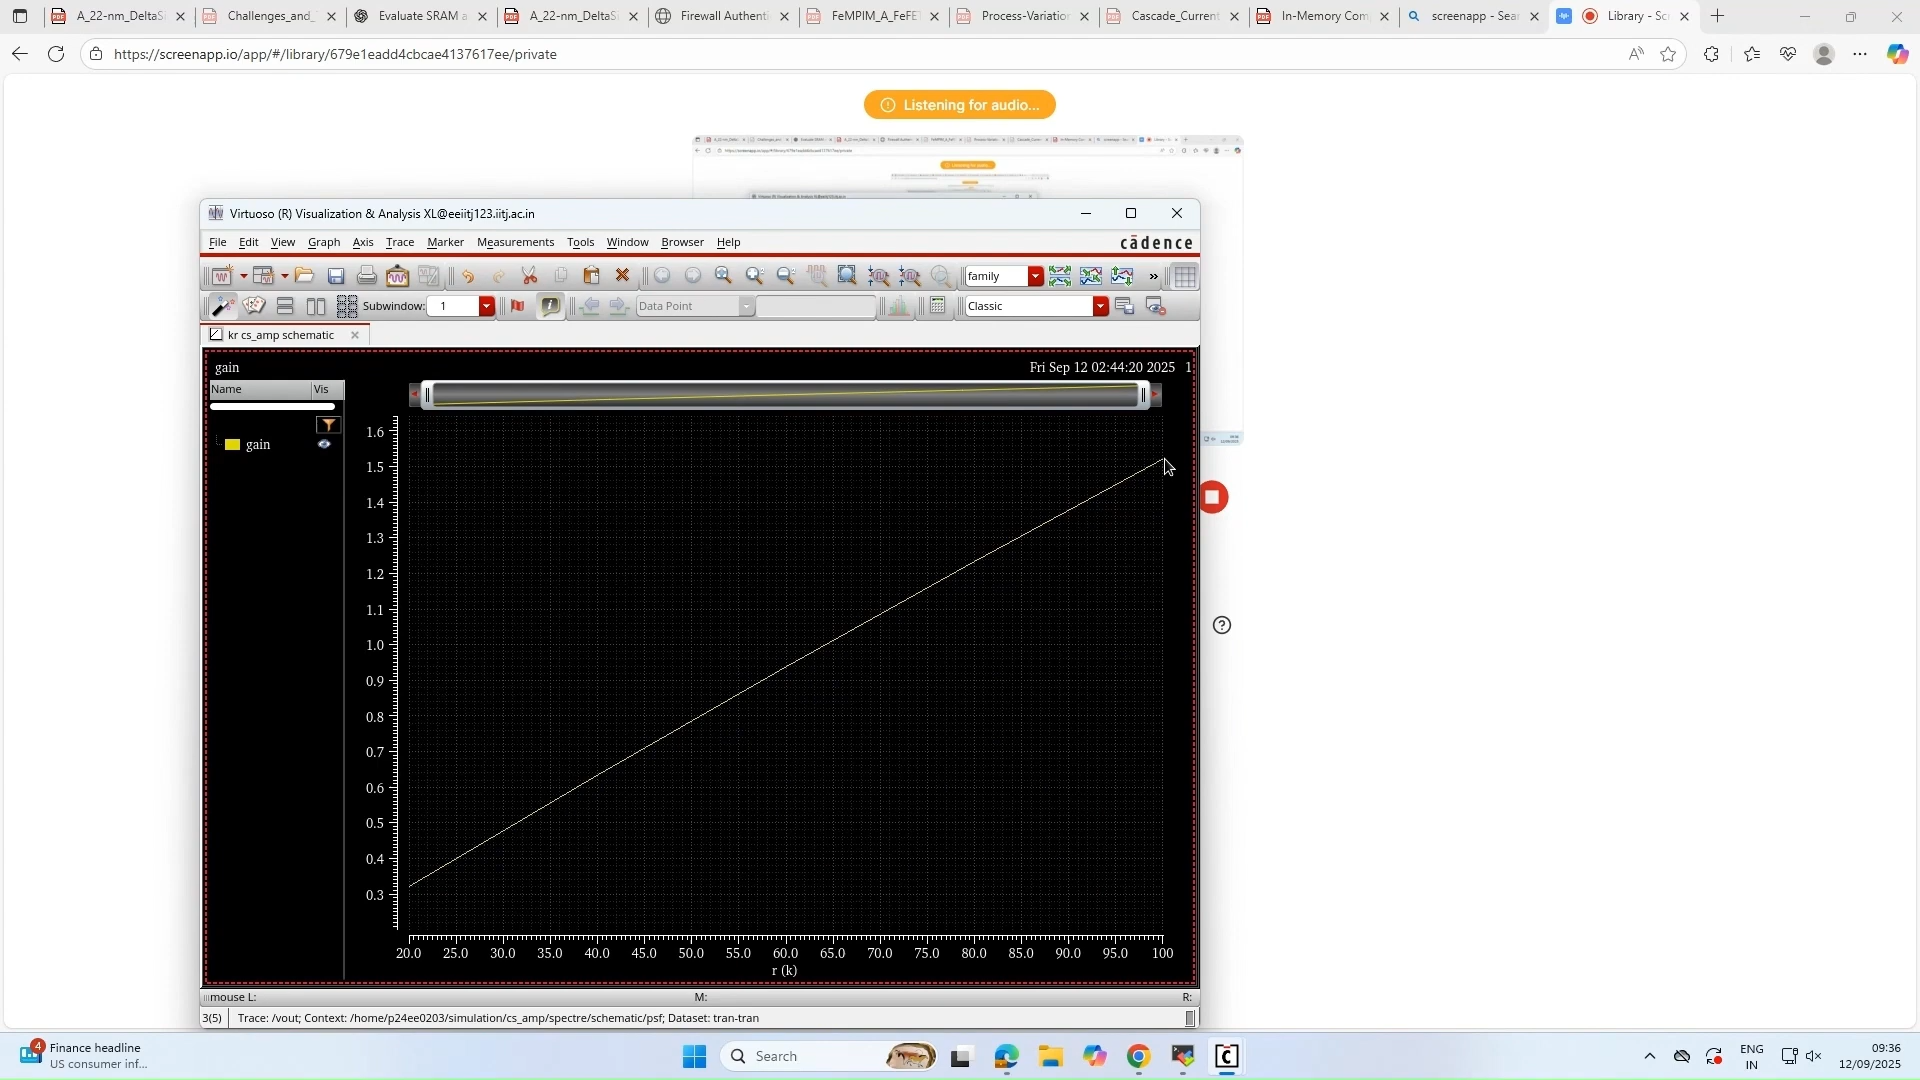 A_22-nm_DeltaSi
Challenges_and_
Evaluate SRAM a
A_22-nm_DeltaSi
Firewall Authenti
FeMPIM_A_FeFE
Process-Variation
Cascade_Current
In-Memory Com
screenapp - Sea
Library - Scr
https://screenapp.io/app/#/library/679e1eadd4cbcae4137617ee/private
Listening for audio...
Virtuoso (R) Visualization & Analysis XL@eeiitj123.iitj.ac.in
File Edit View Graph Axis Trace Marker Measurements Tools Window Browser Help
cādence
family
Subwindow: 1
Data Point
Classic
kr cs_amp schematic
gain
Fri Sep 12 02:44:20 2025 1
Name Vis
gain
1.6
1.5
1.4
1.3
1.2
1.1
1.0
0.9
0.8
0.7
0.6
0.5
0.4
0.3
20.0 25.0 30.0 35.0 40.0 45.0 50.0 55.0 60.0 65.0 70.0 75.0 80.0 85.0 90.0 95.0 100
r (k)
mouse L: M: R:
3(5) Trace: /vout; Context: /home/p24ee0203/simulation/cs_amp/spectre/schematic/psf; Dataset: tran-tran
4
Finance headline
US consumer inf...
Search
ENG
IN
09:36
12/09/2025